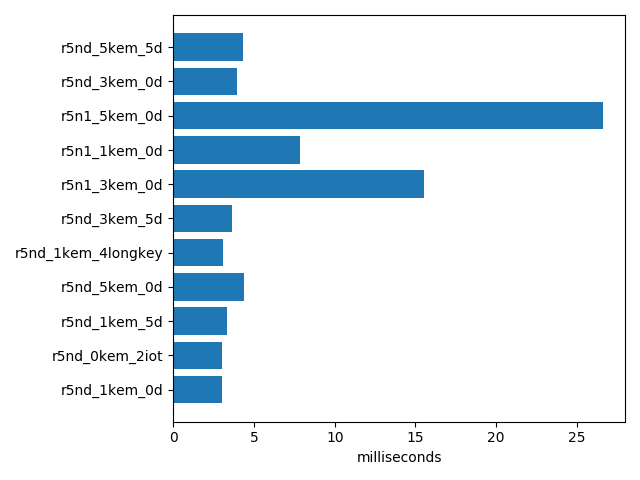 r5nd_5kem_5d
r5nd_3kem_0d
r5n1_5kem_0d
r5n1_1kem_0d
r5n1_3kem_0d
r5nd_3kem_5d
r5nd_1kem_4longkey
r5nd_5kem_0d
r5nd_1kem_5d
r5nd_0kem_2iot
r5nd_1kem_0d
0 5 10 15 20 25
milliseconds